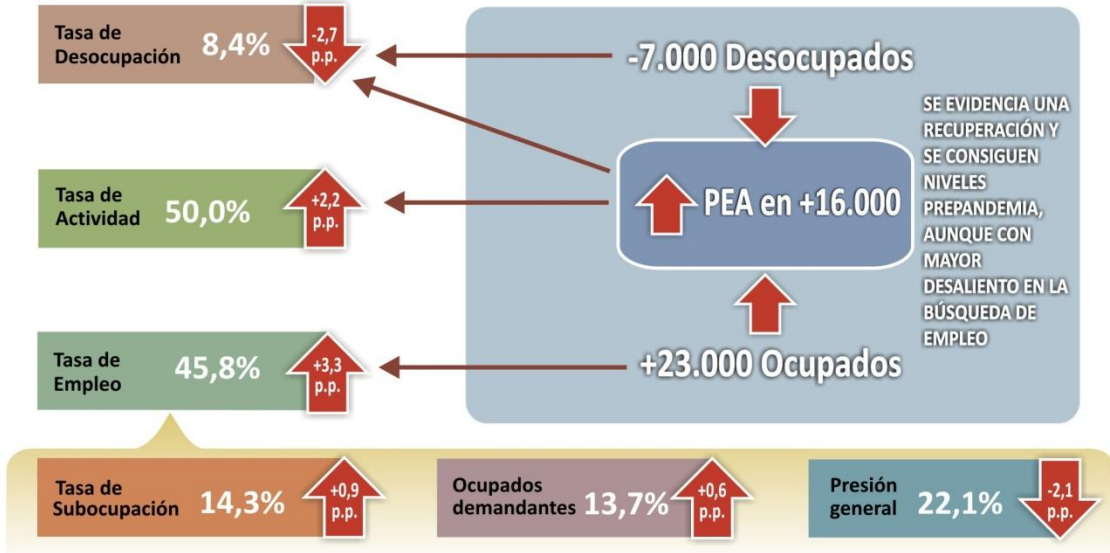 Tasa de
Desocupación
8,4%
-2,7
p.p.
-7.000 Desocupados
Tasa de
Actividad
50,0%
+2,2
p.p.
PEA en +16.000
SE EVIDENCIA UNA
RECUPERACIÓN Y
SE CONSIGUEN
NIVELES
PREPANDEMIA,
AUNQUE CON
MAYOR
DESALIENTO EN LA
BÚSQUEDA DE
EMPLEO
Tasa de
Empleo
45,8%
+3,3
p.p.
+23.000 Ocupados
Tasa de
Subocupación
14,3%
+0,9
p.p.
Ocupados
demandantes
13,7%
+0,6
p.p.
Presión
general
22,1%
-2,1
p.p.